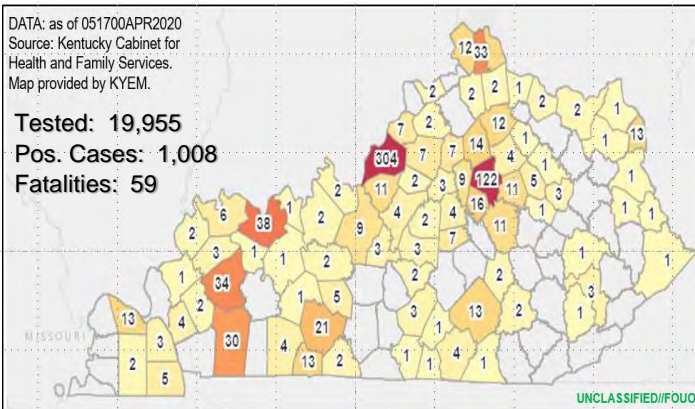 DATA: as of 051700APR2020
Source: Kentucky Cabinet for
Health and Family Services.
Map provided by KYEM.
Tested: 19,955
Pos. Cases: 1,008
Fatalities: 59
12 33
2 2 2 1 2 2 1
7 2 12 1 13
304 7 7 14 4 1
11 2 3 9 122 11 5 1
2 4 2 4 16 1 3 1
6 38 1 2 9 7 11 1
2 3 1 1 2 3 3 1 1
1 34 2 2 1
13 4 2 1 5 3 13 2 3 1
MISSOURI 3 30 21 1
2 5 4 13 2 1 1 4 1
UNCLASSIFIED//FOUO